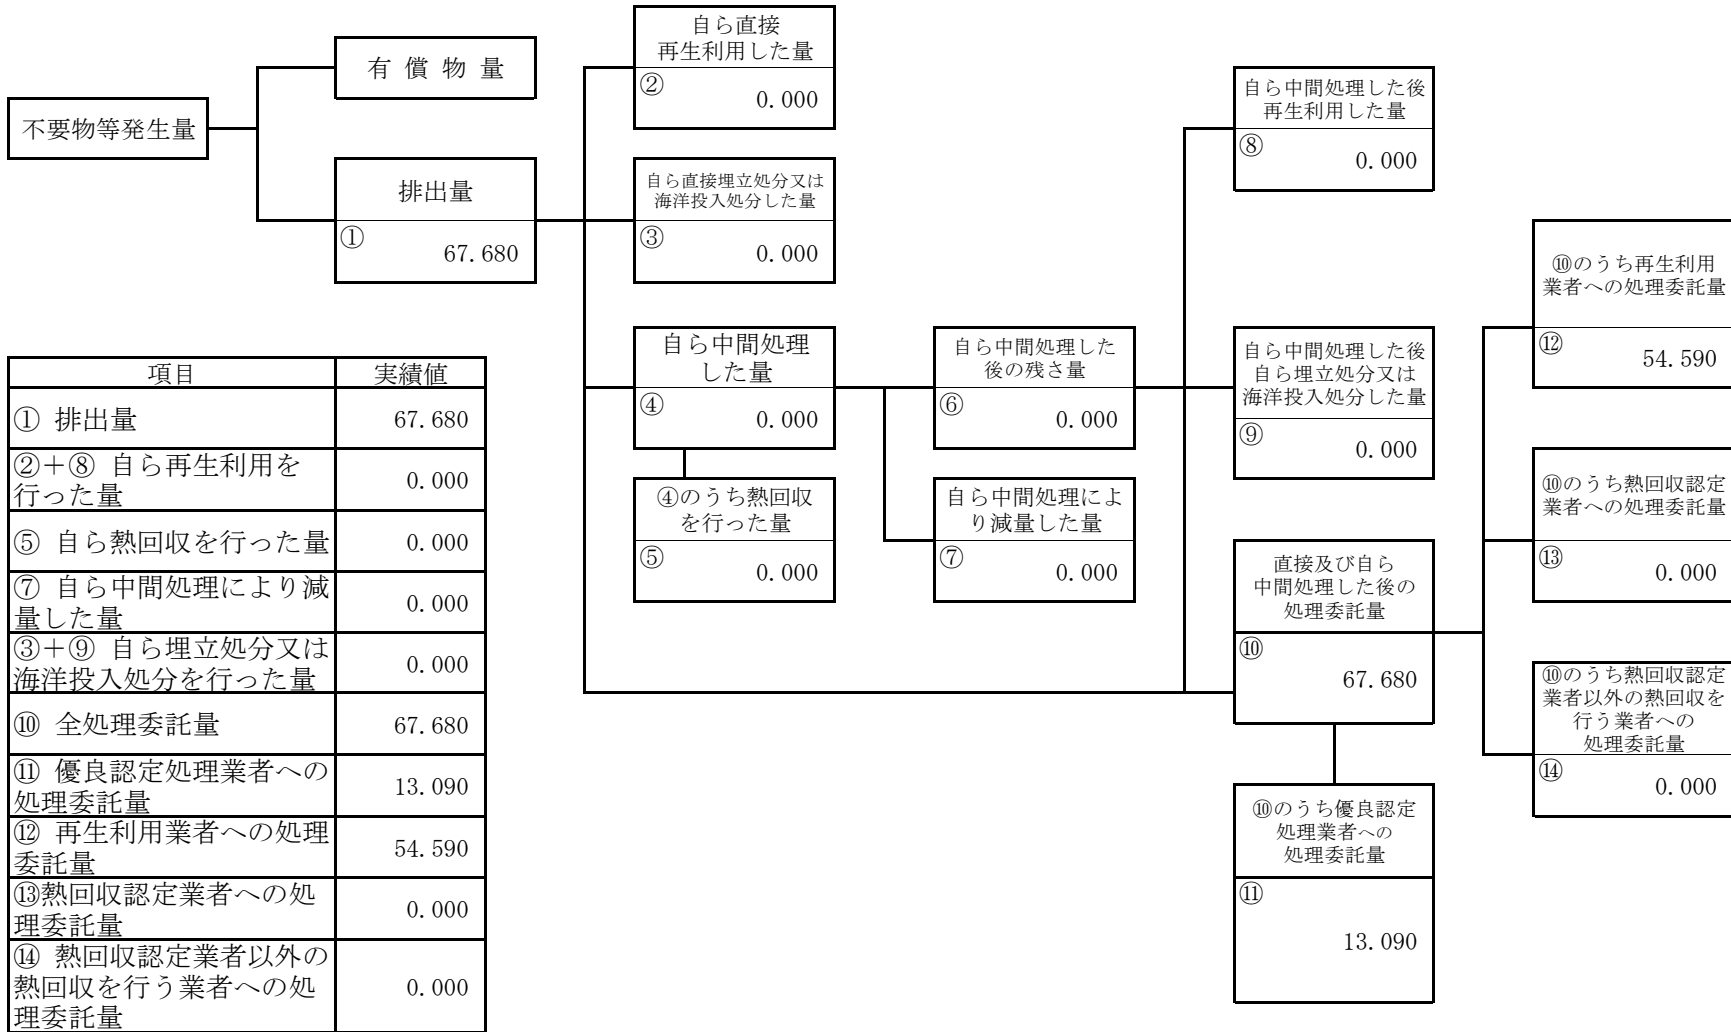 不要物等発生量
有 償 物 量
排出量
①
67.680
自ら直接
再生利用した量
②
0.000
自ら直接埋立処分又は
海洋投入処分した量
③
0.000
自ら中間処理
した量
④
0.000
④のうち熱回収
を行った量
⑤
0.000
自ら中間処理した
後の残さ量
⑥
0.000
自ら中間処理によ
り減量した量
⑦
0.000
自ら中間処理した後
再生利用した量
⑧
0.000
自ら中間処理した後
自ら埋立処分又は
海洋投入処分した量
⑨
0.000
直接及び自ら
中間処理した後の
処理委託量
⑩
67.680
⑩のうち優良認定
処理業者への
処理委託量
⑪
13.090
⑩のうち再生利用
業者への処理委託量
⑫
54.590
⑩のうち熱回収認定
業者への処理委託量
⑬
0.000
⑩のうち熱回収認定
業者以外の熱回収を
行う業者への
処理委託量
⑭
0.000
項目 実績値
① 排出量 67.680
②＋⑧ 自ら再生利用を
行った量 0.000
⑤ 自ら熱回収を行った量 0.000
⑦ 自ら中間処理により減
量した量 0.000
③＋⑨ 自ら埋立処分又は
海洋投入処分を行った量 0.000
⑩ 全処理委託量 67.680
⑪ 優良認定処理業者への
処理委託量 13.090
⑫ 再生利用業者への処理
委託量 54.590
⑬熱回収認定業者への処
理委託量 0.000
⑭ 熱回収認定業者以外の
熱回収を行う業者への処
理委託量 0.000